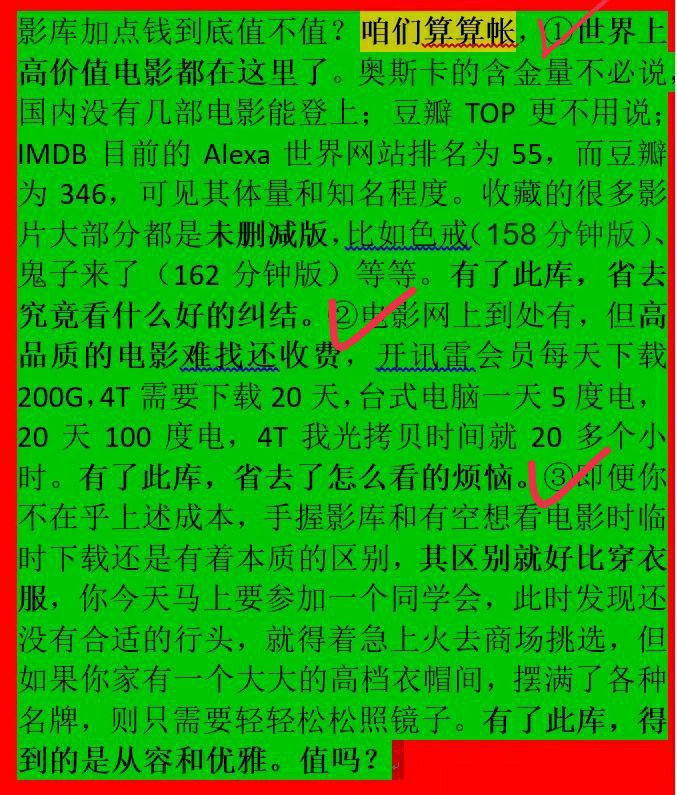 影库加点钱到底值不值？咱们算算帐，①世界上
高价值电影都在这里了。奥斯卡的含金量不必说，
国内没有几部电影能登上；豆瓣 TOP 更不用说；
IMDB 目前的 Alexa 世界网站排名为 55，而豆瓣
为 346，可见其体量和知名程度。收藏的很多影
片大部分都是未删减版，比如色戒（158 分钟版）、
鬼子来了（162 分钟版）等等。有了此库，省去
究竟看什么好的纠结。②电影网上到处有，但高
品质的电影难找还收费，开讯雷会员每天下载
200G，4T 需要下载 20 天，台式电脑一天 5 度电，
20 天 100 度电，4T 我光拷贝时间就 20 多个小
时。有了此库，省去了怎么看的烦恼。③即便你
不在乎上述成本，手握影库和有空想看电影时临
时下载还是有着本质的区别，其区别就好比穿衣
服，你今天马上要参加一个同学会，此时发现还
没有合适的行头，就得着急上火去商场挑选，但
如果你家有一个大大的高档衣帽间，摆满了各种
名牌，则只需要轻轻松松照镜子。有了此库，得
到的是从容和优雅。值吗？